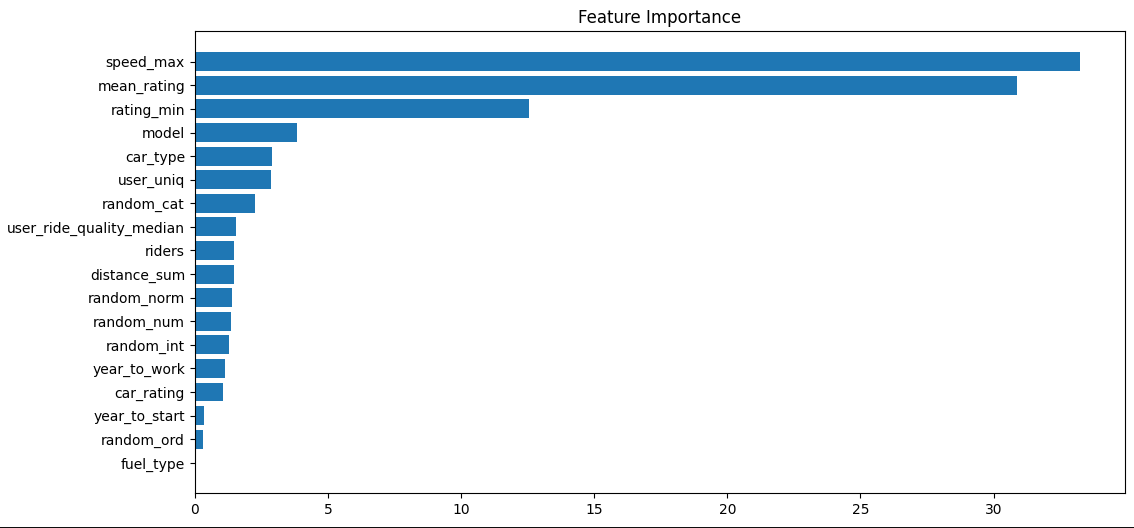 Feature Importance
speed_max
mean_rating
rating_min
model
car_type
user_uniq
random_cat
user_ride_quality_median
riders
distance_sum
random_norm
random_num
random_int
year_to_work
car_rating
year_to_start
random_ord
fuel_type
0 5 10 15 20 25 30